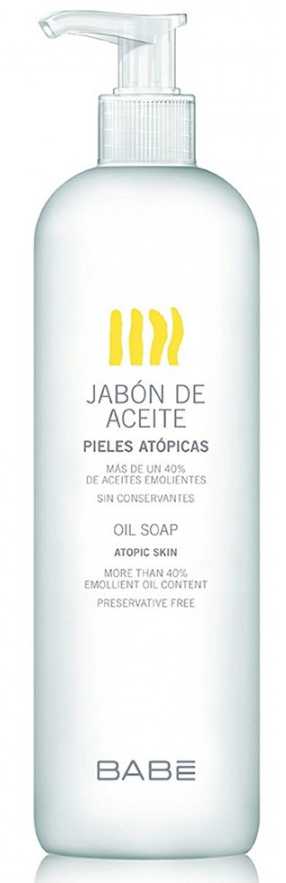 JABÓN DE
ACEITE
PIELES ATÓPICAS
MÁS DE UN 40%
DE ACEITES EMOLIENTES
SIN CONSERVANTES
OIL SOAP
ATOPIC SKIN
MORE THAN 40%
EMOLLIENT OIL CONTENT
PRESERVATIVE FREE
BABĒ